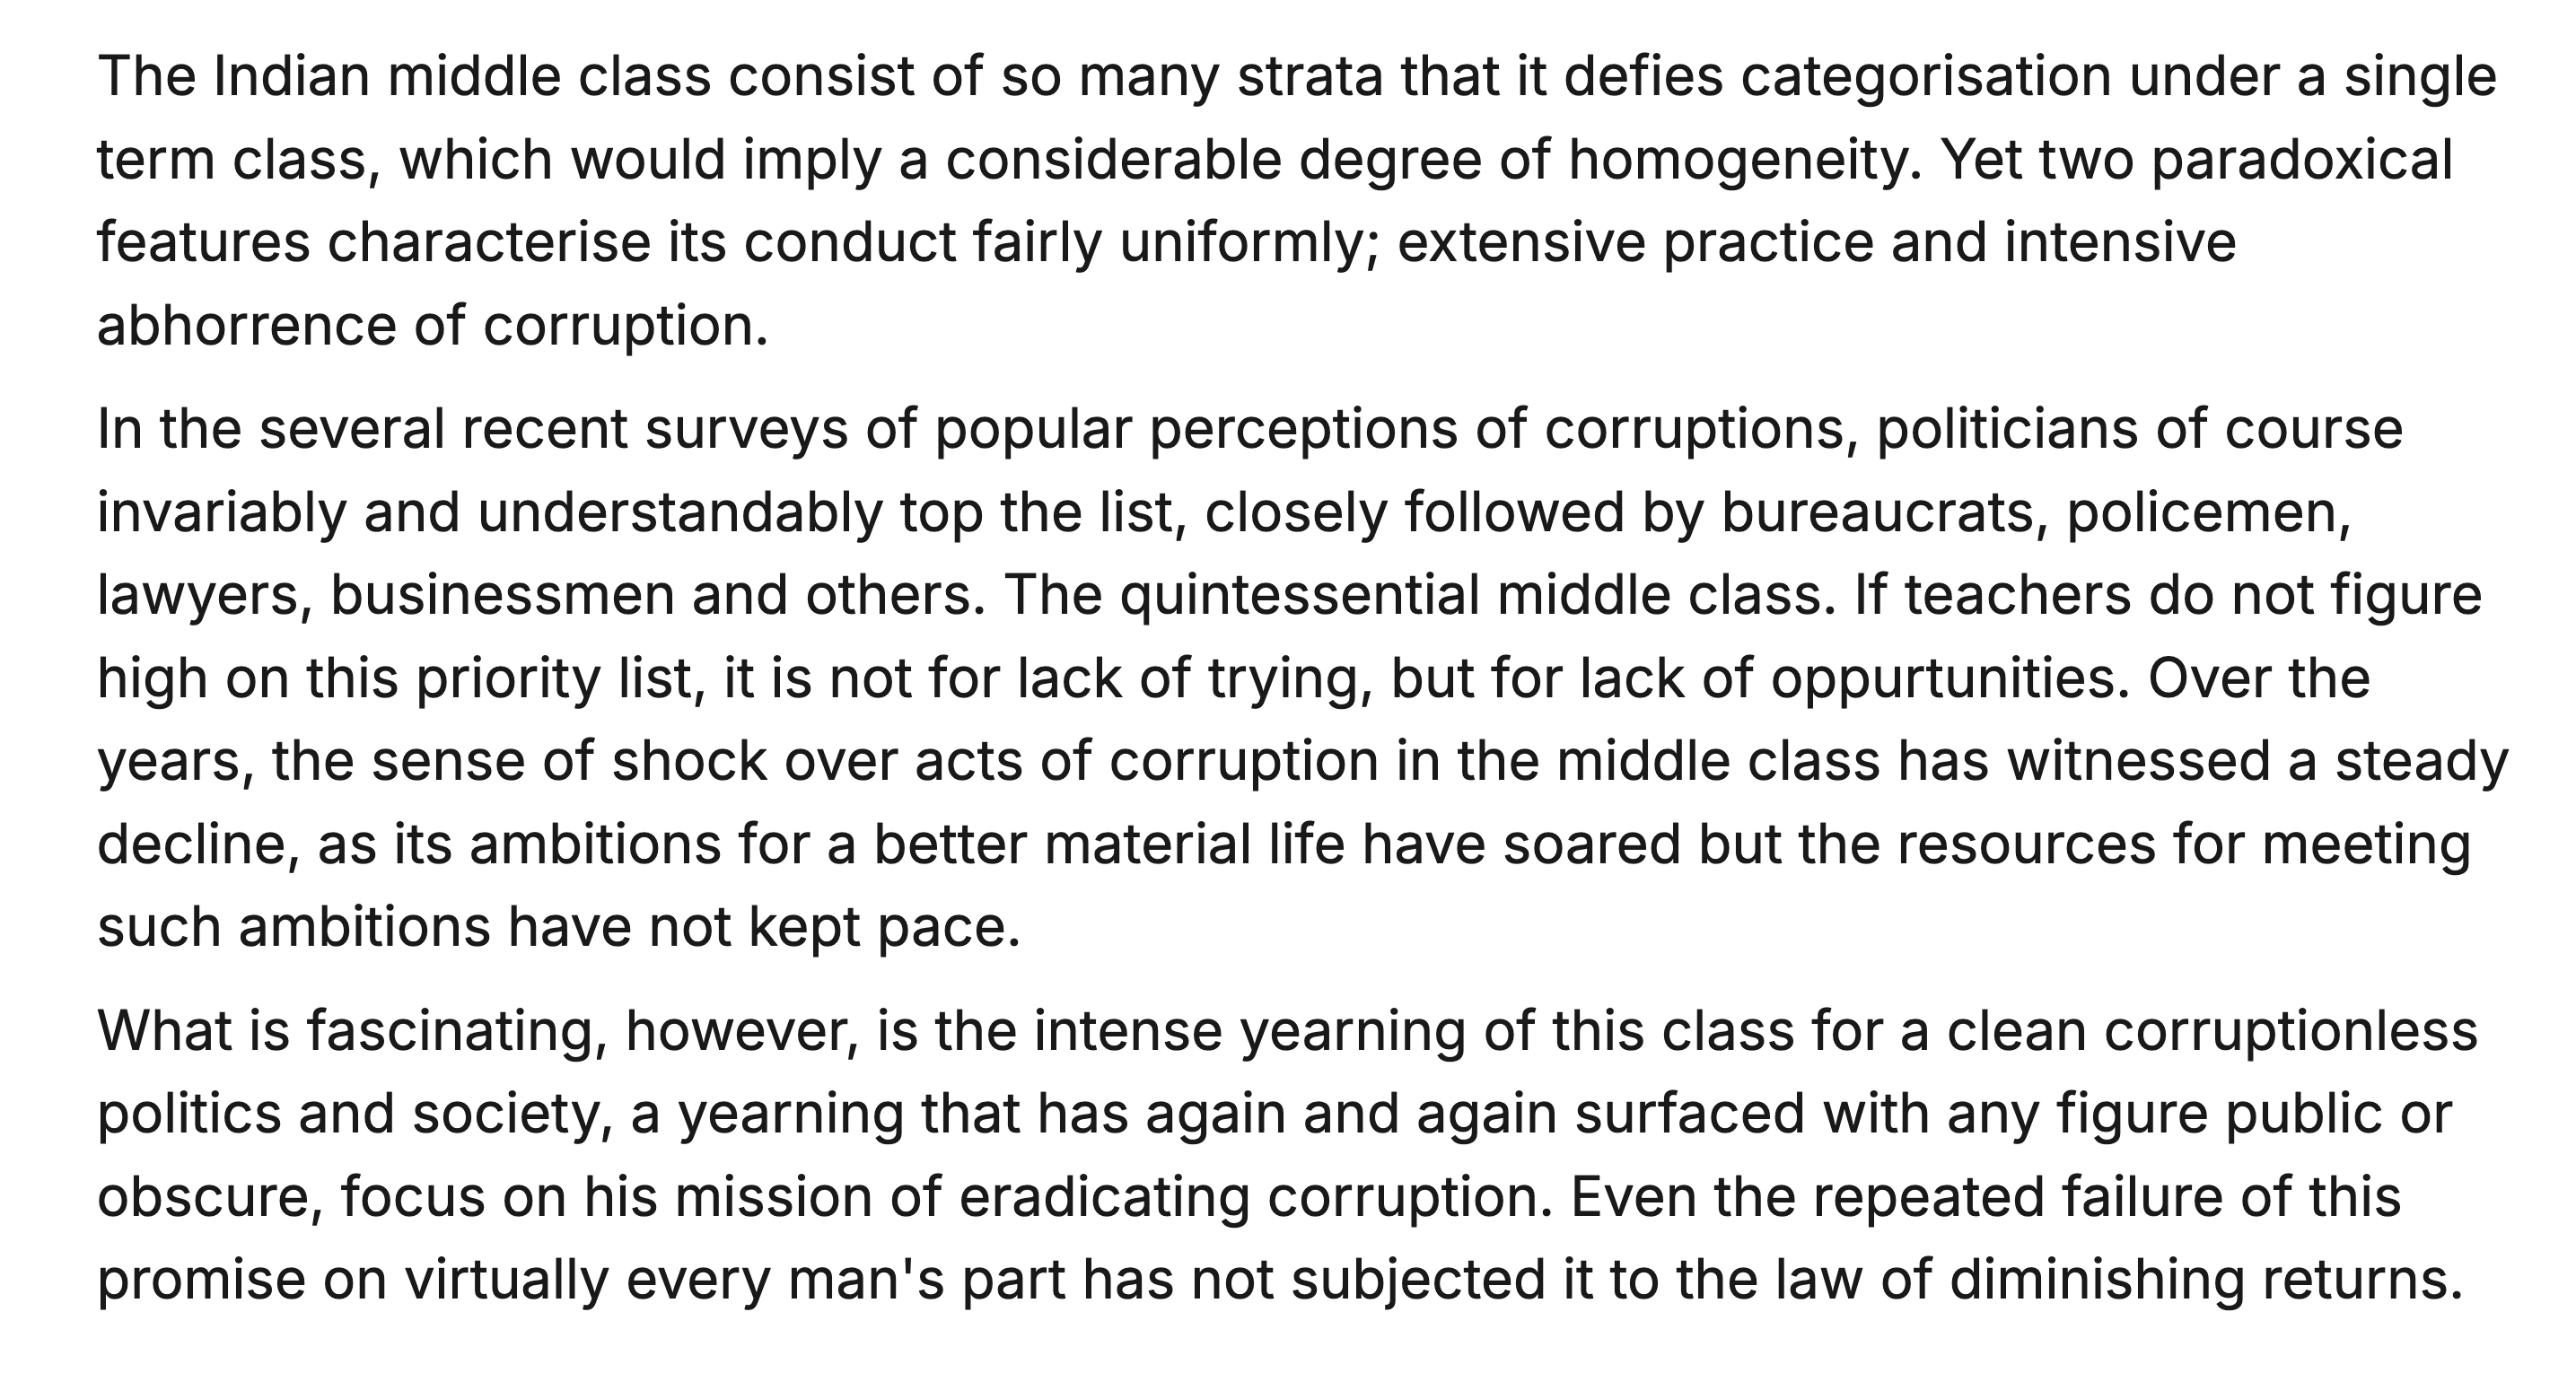 The Indian middle class consist of so many strata that it defies categorisation under a single
term class, which would imply a considerable degree of homogeneity. Yet two paradoxical
features characterise its conduct fairly uniformly; extensive practice and intensive
abhorrence of corruption.
In the several recent surveys of popular perceptions of corruptions, politicians of course
invariably and understandably top the list, closely followed by bureaucrats, policemen,
lawyers, businessmen and others. The quintessential middle class. If teachers do not figure
high on this priority list, it is not for lack of trying, but for lack of oppurtunities. Over the
years, the sense of shock over acts of corruption in the middle class has witnessed a steady
decline, as its ambitions for a better material life have soared but the resources for meeting
such ambitions have not kept pace.
What is fascinating, however, is the intense yearning of this class for a clean corruptionless
politics and society, a yearning that has again and again surfaced with any figure public or
obscure, focus on his mission of eradicating corruption. Even the repeated failure of this
promise on virtually every man's part has not subjected it to the law of diminishing returns.